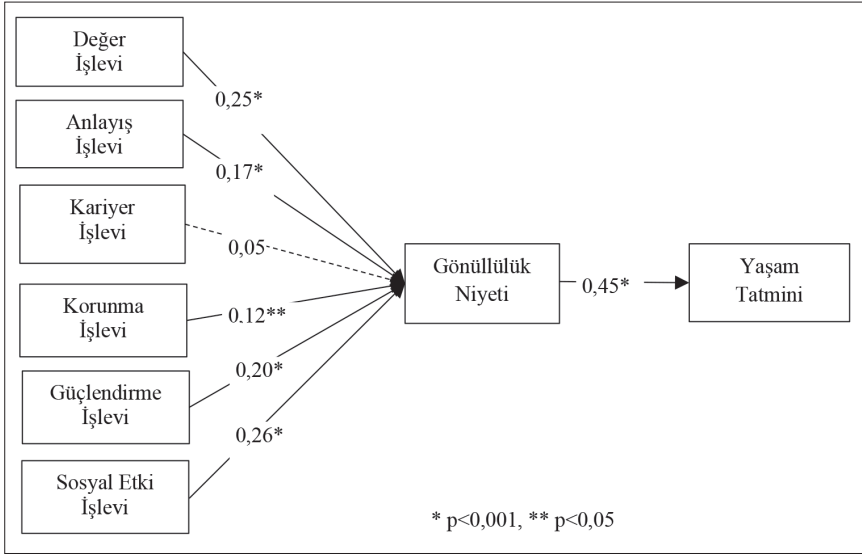 Değer
İşlevi
0,25*
Anlayış
İşlevi
0,17*
Kariyer
İşlevi
0,05
Gönüllülük
Niyeti
0,45*
Yaşam
Tatmini
Korunma
İşlevi
0,12**
Güçlendirme
İşlevi
0,20*
0,26*
Sosyal Etki
İşlevi
* p<0,001, ** p<0,05